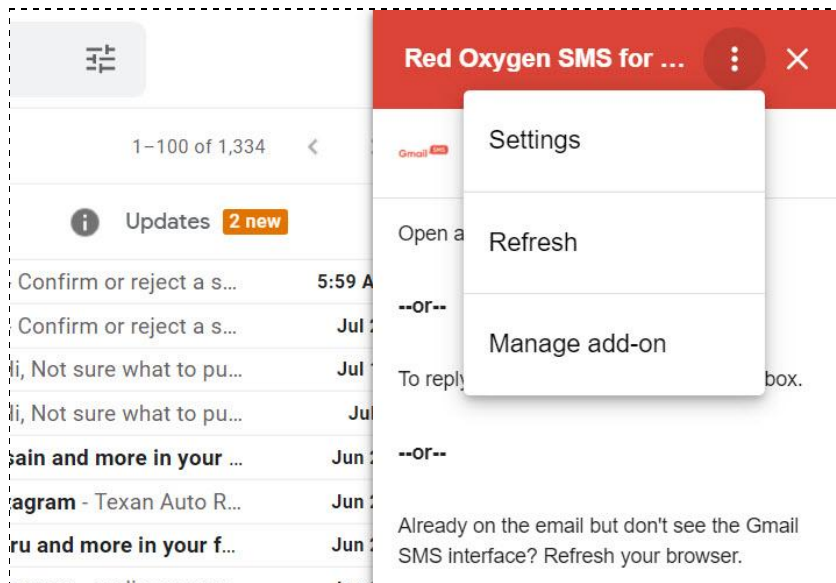 Red Oxygen SMS for ...
Gmail SMS
Settings
Refresh
Manage add-on
1–100 of 1,334
Updates 2 new
Confirm or reject a s... 5:59
Confirm or reject a s... Jul
Not sure what to pu... Jul
Not sure what to pu... Jul
and more in your ... Jun
- Texan Auto R... Jun
and more in your f... Jun
Open
--or--
To reply box.
--or--
Already on the email but don't see the Gmail
SMS interface? Refresh your browser.